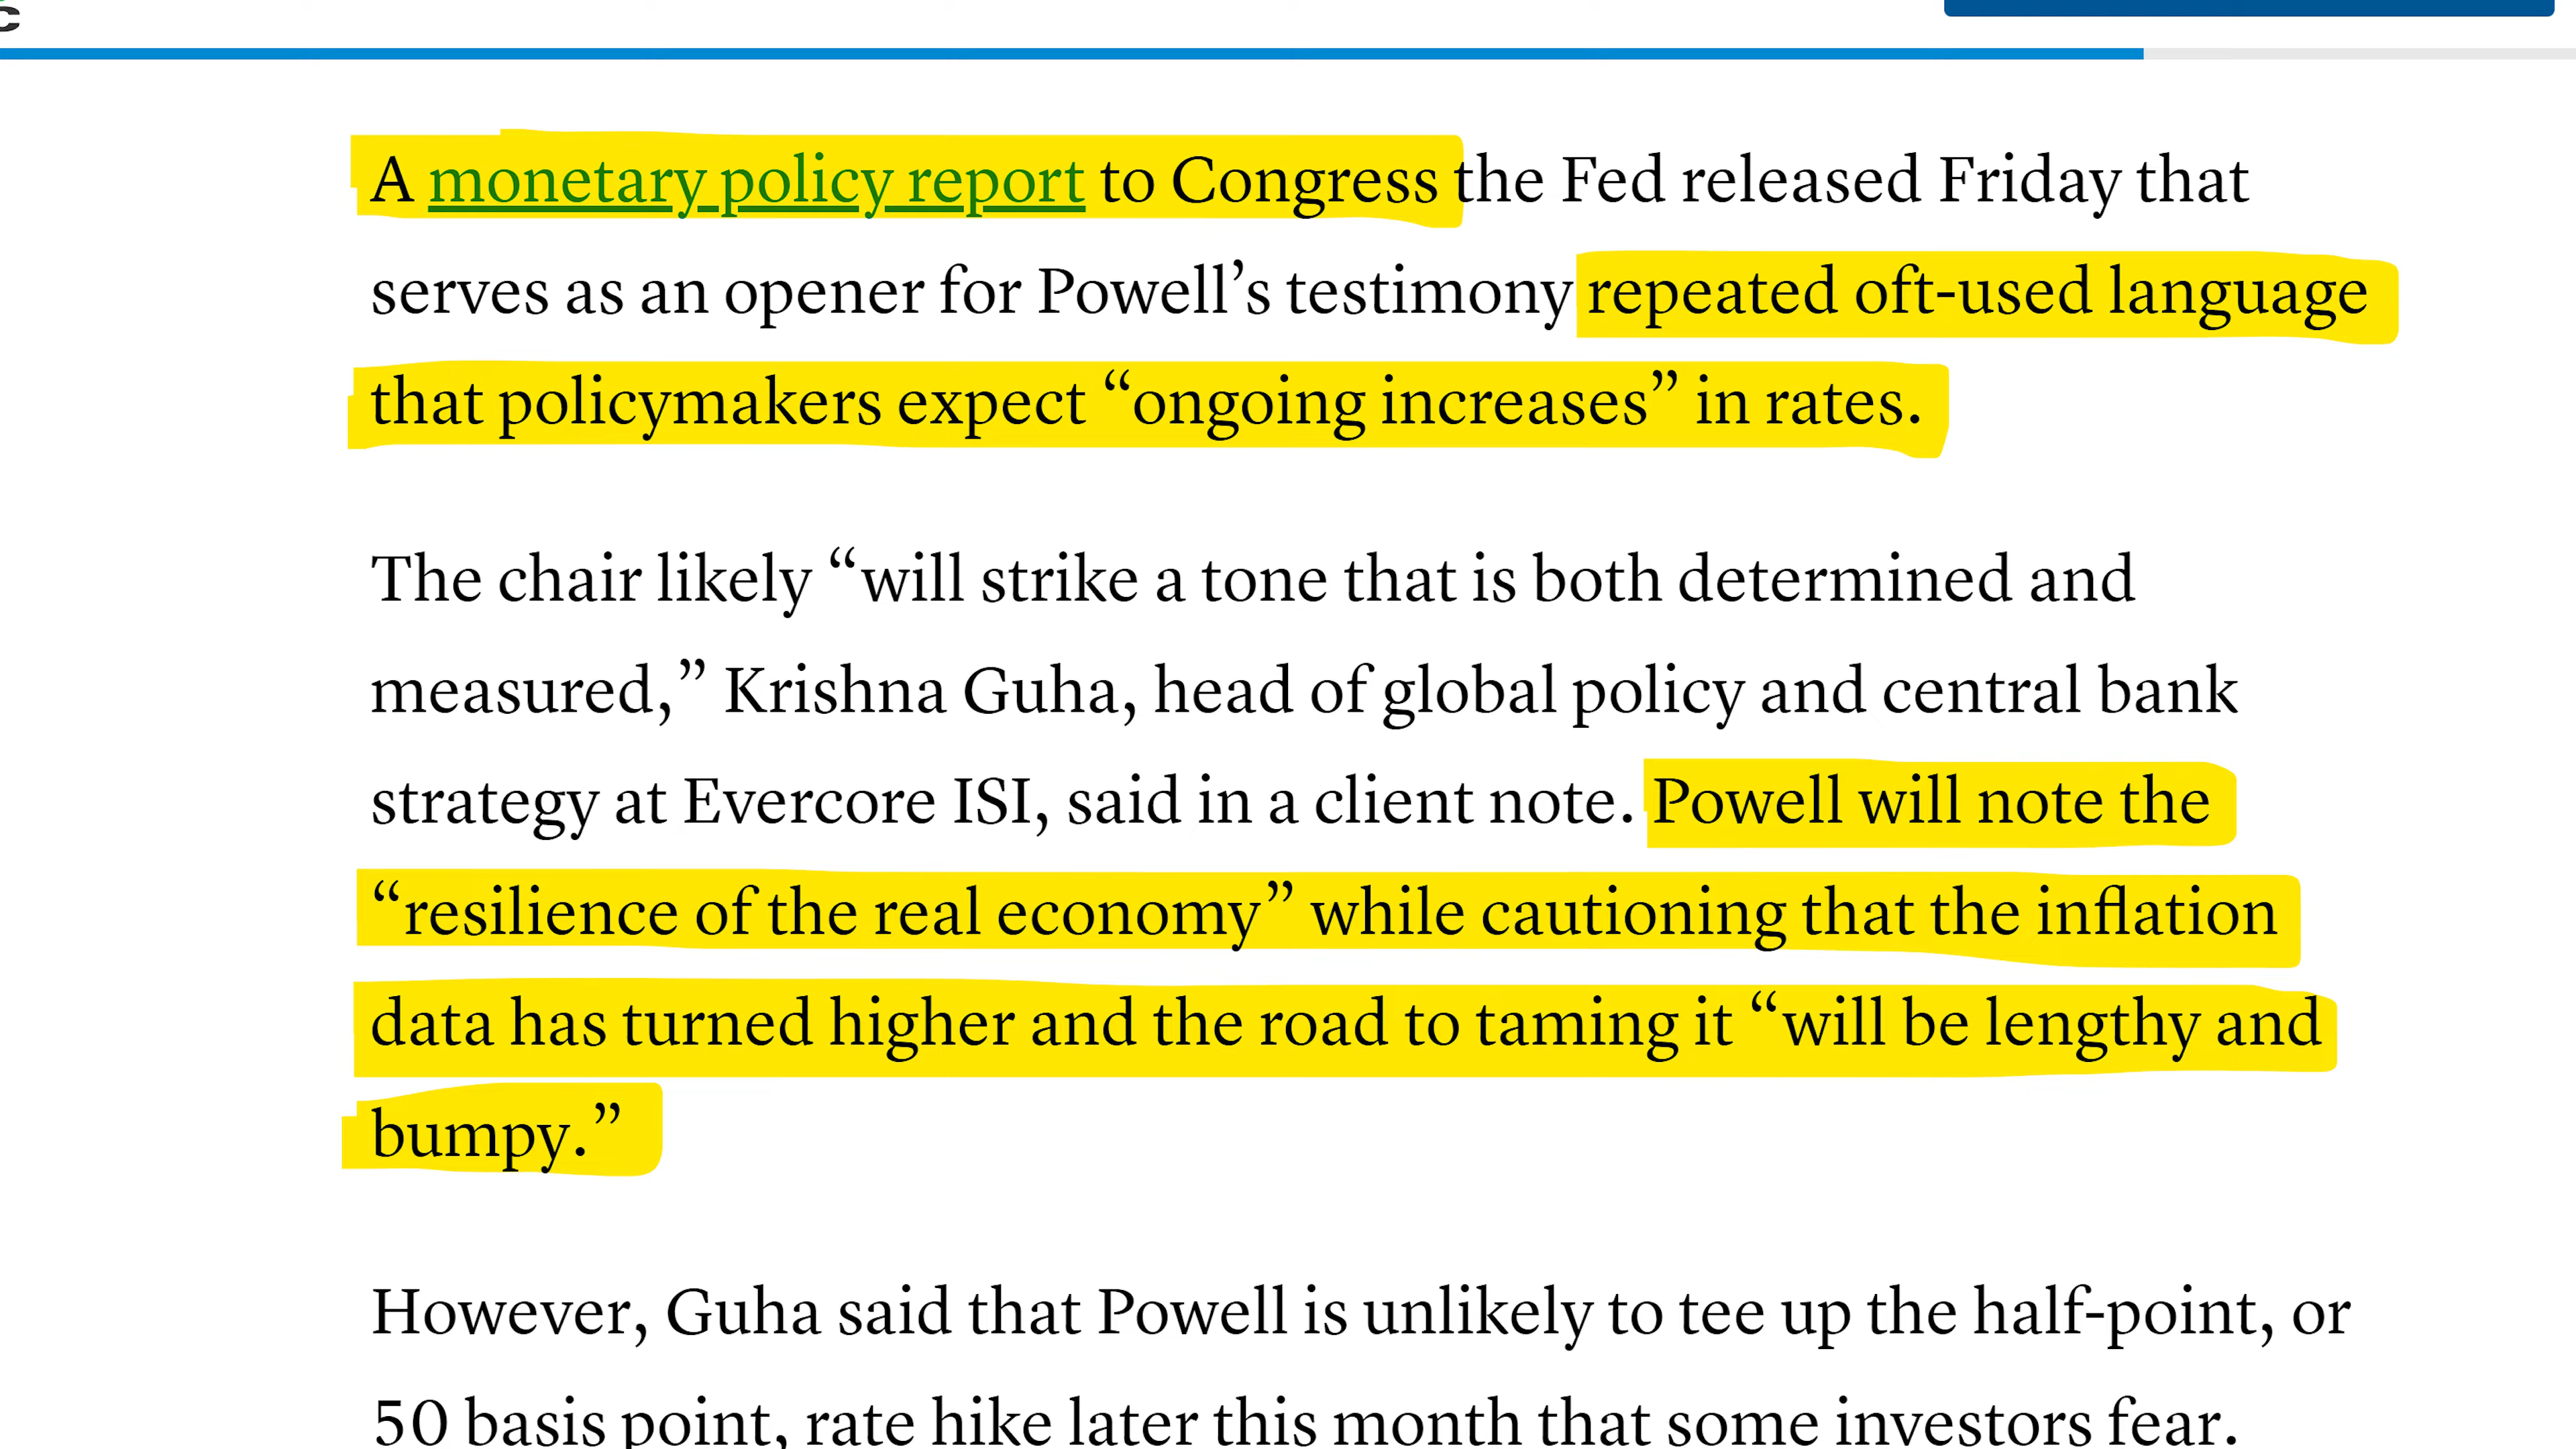 A monetary policy report to Congress the Fed released Friday that
serves as an opener for Powell’s testimony repeated oft-used language
that policymakers expect “ongoing increases” in rates.
The chair likely “will strike a tone that is both determined and
measured,” Krishna Guha, head of global policy and central bank
strategy at Evercore ISI, said in a client note. Powell will note the
“resilience of the real economy” while cautioning that the inflation
data has turned higher and the road to taming it “will be lengthy and
bumpy.”
However, Guha said that Powell is unlikely to tee up the half-point, or
50 basis point, rate hike later this month that some investors fear.